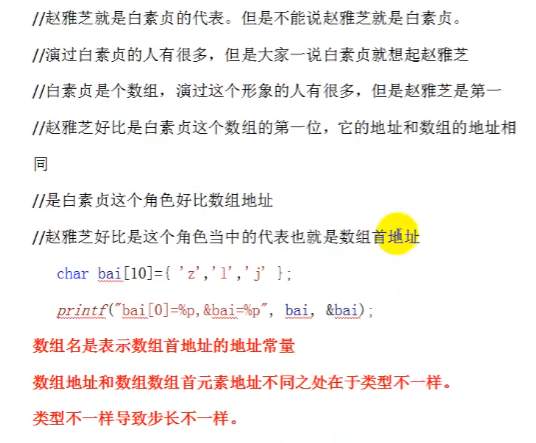 //赵雅芝就是白素贞的代表。但是不能说赵雅芝就是白素贞。
//演过白素贞的人有很多，但是大家一说白素贞就想起赵雅芝
//白素贞是个数组，演过这个形象的人有很多，但是赵雅芝是第一
//赵雅芝好比是白素贞这个数组的第一位，它的地址和数组的地址相
同
//是白素贞这个角色好比数组地址
//赵雅芝好比是这个角色当中的代表也就是数组首地址
char bai[10]={ 'z','l','j' };
printf("bai[0]=%p,&bai=%p", bai, &bai);
数组名是表示数组首地址的地址常量
数组地址和数组数组首元素地址不同之处在于类型不一样。
类型不一样导致步长不一样。